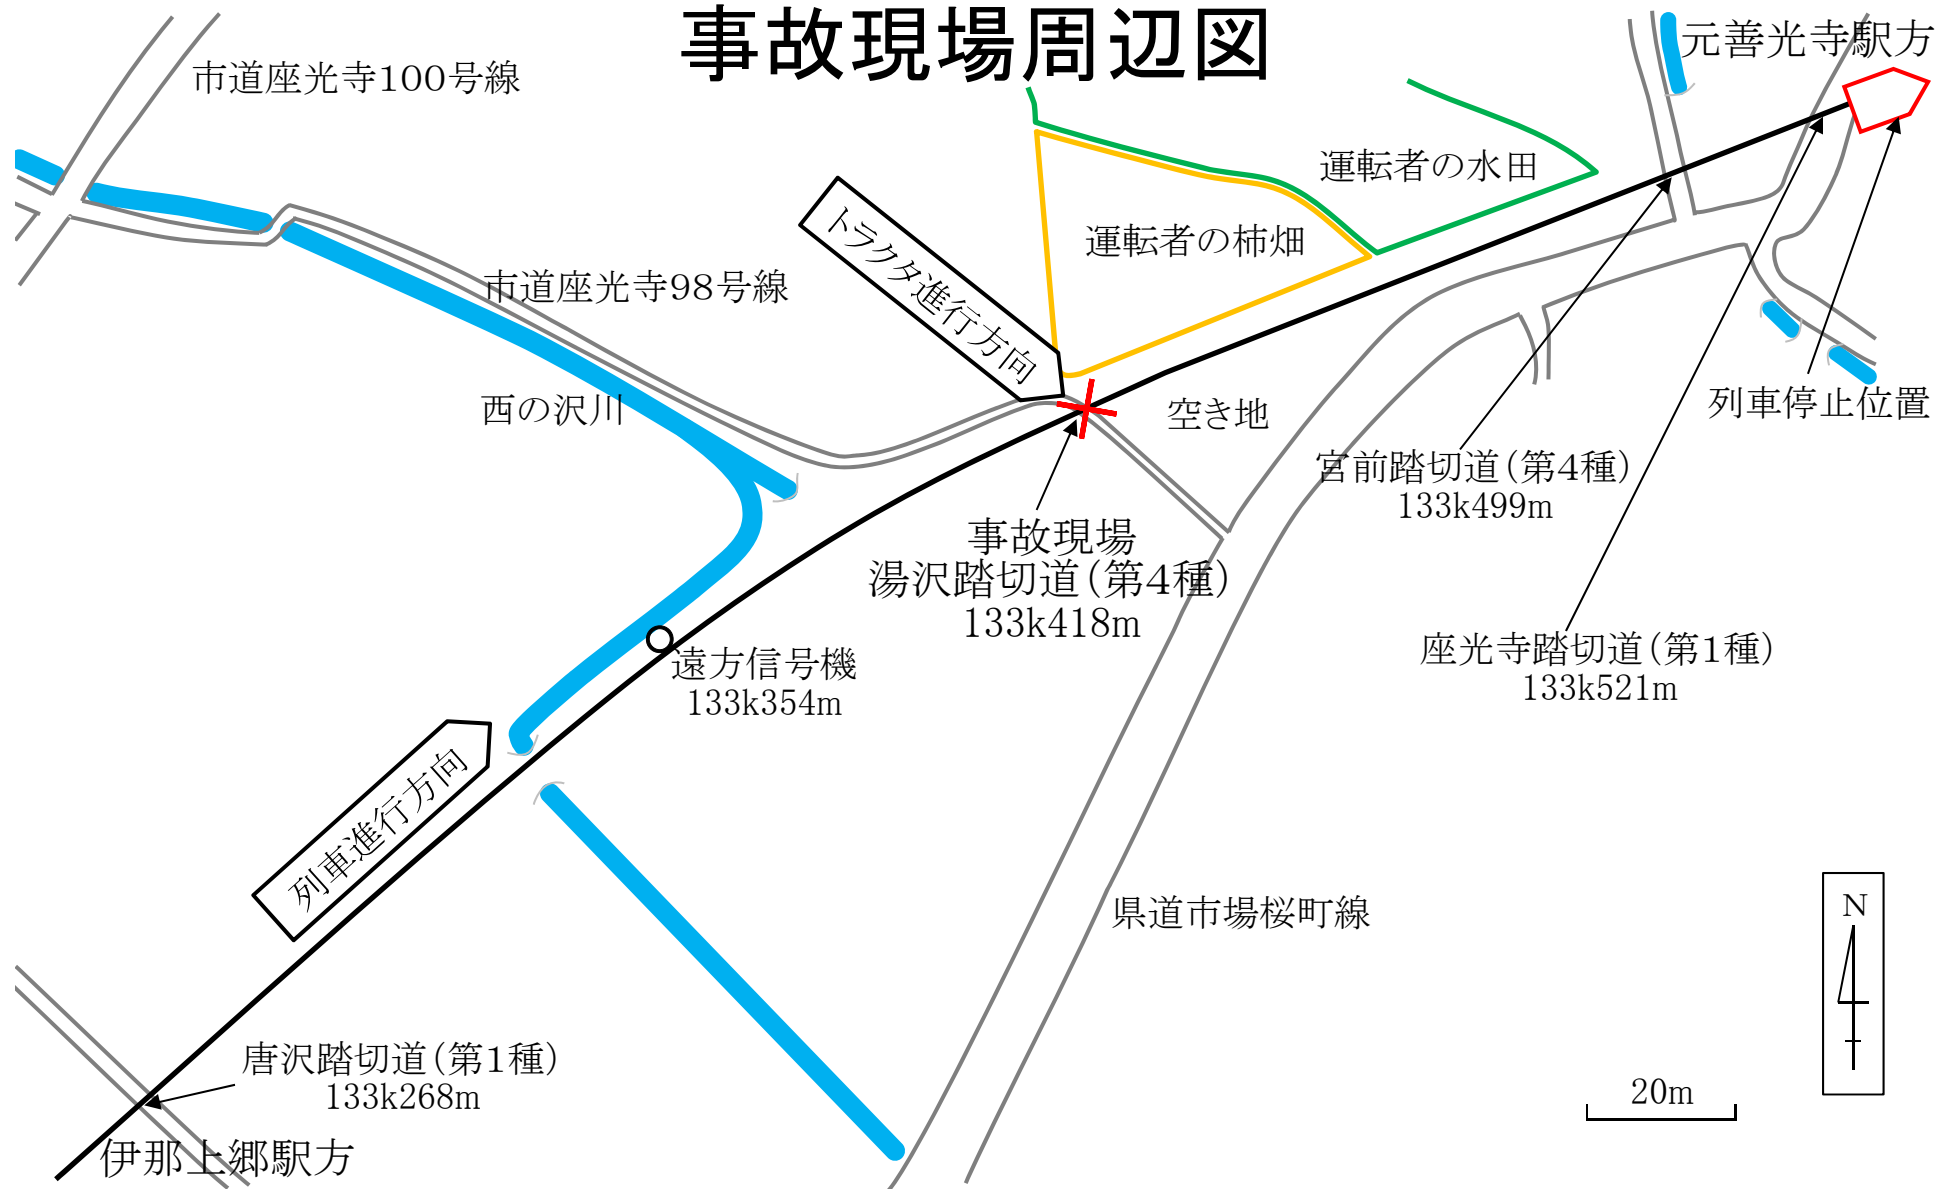 事故現場周辺図
元善光寺駅方
市道座光寺100号線
運転者の水田
運転者の柿畑
トラクタ進行方向
市道座光寺98号線
西の沢川
空き地
列車停止位置
宮前踏切道(第4種)
133k499m
事故現場
湯沢踏切道(第4種)
133k418m
座光寺踏切道(第1種)
133k521m
遠方信号機
133k354m
列車進行方向
県道市場桜町線
N
唐沢踏切道(第1種)
133k268m
20m
伊那上郷駅方